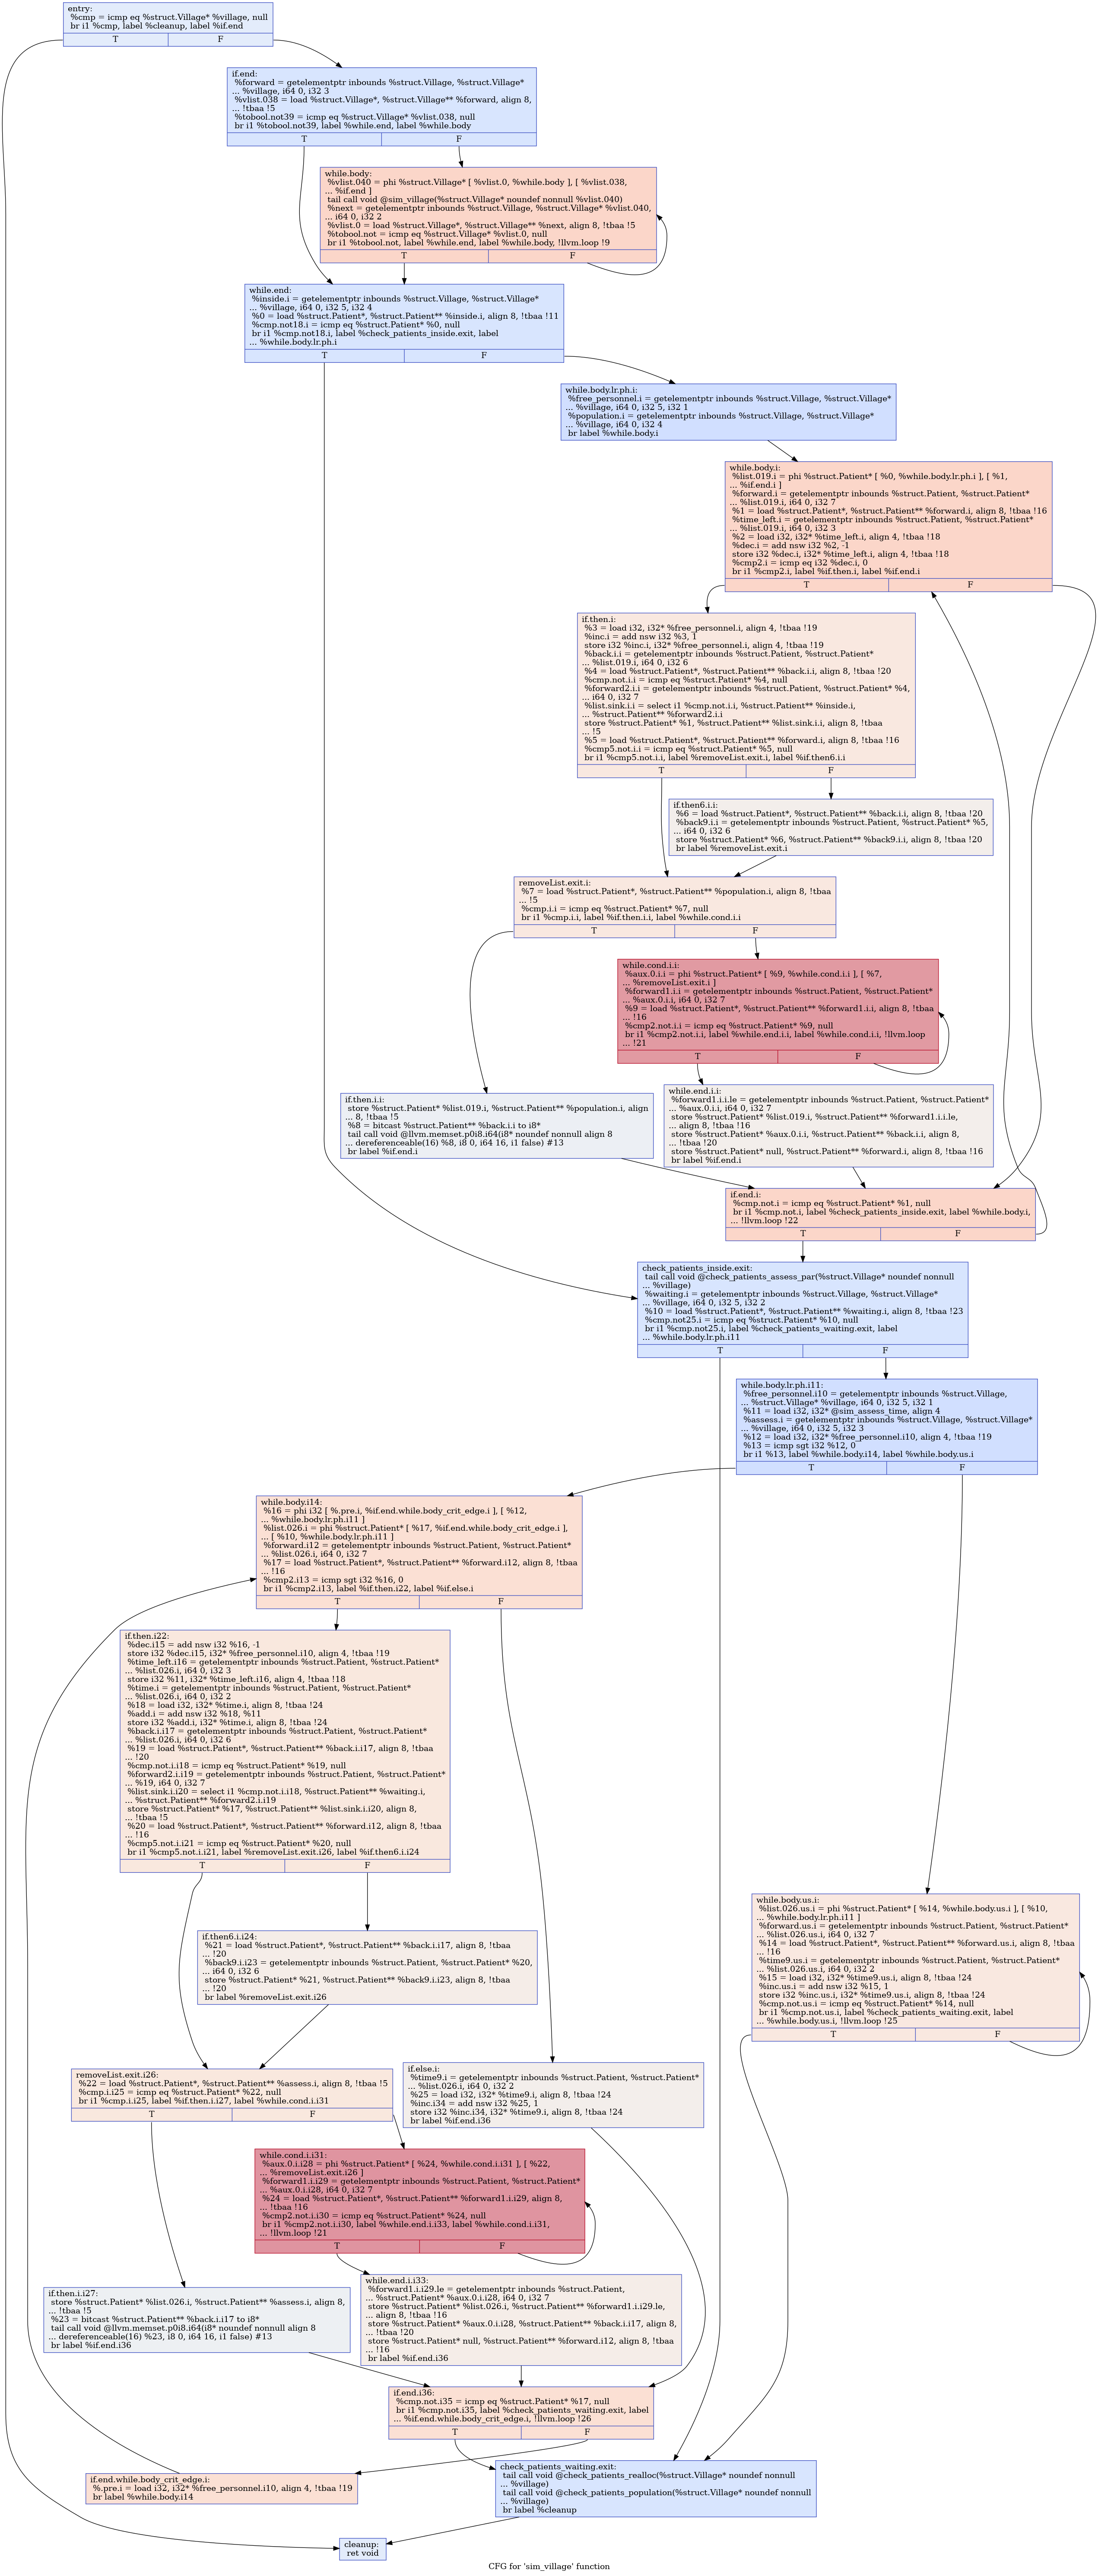 entry:
%cmp = icmp eq %struct.Village* %village, null
br i1 %cmp, label %cleanup, label %if.end
T F
if.end:
%forward = getelementptr inbounds %struct.Village, %struct.Village*
... %village, i64 0, i32 3
%vlist.038 = load %struct.Village*, %struct.Village** %forward, align 8,
... !tbaa !5
%tobool.not39 = icmp eq %struct.Village* %vlist.038, null
br i1 %tobool.not39, label %while.end, label %while.body
T F
while.body:
%vlist.040 = phi %struct.Village* [ %vlist.0, %while.body ], [ %vlist.038,
... %if.end ]
tail call void @sim_village(%struct.Village* noundef nonnull %vlist.040)
%next = getelementptr inbounds %struct.Village, %struct.Village* %vlist.040,
... i64 0, i32 2
%vlist.0 = load %struct.Village*, %struct.Village** %next, align 8, !tbaa !5
%tobool.not = icmp eq %struct.Village* %vlist.0, null
br i1 %tobool.not, label %while.end, label %while.body, !llvm.loop !9
T F
while.end:
%inside.i = getelementptr inbounds %struct.Village, %struct.Village*
... %village, i64 0, i32 5, i32 4
%0 = load %struct.Patient*, %struct.Patient** %inside.i, align 8, !tbaa !11
%cmp.not18.i = icmp eq %struct.Patient* %0, null
br i1 %cmp.not18.i, label %check_patients_inside.exit, label
... %while.body.lr.ph.i
T F
while.body.lr.ph.i:
%free_personnel.i = getelementptr inbounds %struct.Village, %struct.Village*
... %village, i64 0, i32 5, i32 1
%population.i = getelementptr inbounds %struct.Village, %struct.Village*
... %village, i64 0, i32 4
br label %while.body.i
while.body.i:
%list.019.i = phi %struct.Patient* [ %0, %while.body.lr.ph.i ], [ %1,
... %if.end.i ]
%forward.i = getelementptr inbounds %struct.Patient, %struct.Patient*
... %list.019.i, i64 0, i32 7
%1 = load %struct.Patient*, %struct.Patient** %forward.i, align 8, !tbaa !16
%time_left.i = getelementptr inbounds %struct.Patient, %struct.Patient*
... %list.019.i, i64 0, i32 3
%2 = load i32, i32* %time_left.i, align 4, !tbaa !18
%dec.i = add nsw i32 %2, -1
store i32 %dec.i, i32* %time_left.i, align 4, !tbaa !18
%cmp2.i = icmp eq i32 %dec.i, 0
br i1 %cmp2.i, label %if.then.i, label %if.end.i
T F
if.then.i:
%3 = load i32, i32* %free_personnel.i, align 4, !tbaa !19
%inc.i = add nsw i32 %3, 1
store i32 %inc.i, i32* %free_personnel.i, align 4, !tbaa !19
%back.i.i = getelementptr inbounds %struct.Patient, %struct.Patient*
... %list.019.i, i64 0, i32 6
%4 = load %struct.Patient*, %struct.Patient** %back.i.i, align 8, !tbaa !20
%cmp.not.i.i = icmp eq %struct.Patient* %4, null
%forward2.i.i = getelementptr inbounds %struct.Patient, %struct.Patient* %4,
... i64 0, i32 7
%list.sink.i.i = select i1 %cmp.not.i.i, %struct.Patient** %inside.i,
... %struct.Patient** %forward2.i.i
store %struct.Patient* %1, %struct.Patient** %list.sink.i.i, align 8, !tbaa
... !5
%5 = load %struct.Patient*, %struct.Patient** %forward.i, align 8, !tbaa !16
%cmp5.not.i.i = icmp eq %struct.Patient* %5, null
br i1 %cmp5.not.i.i, label %removeList.exit.i, label %if.then6.i.i
T F
if.then6.i.i:
%6 = load %struct.Patient*, %struct.Patient** %back.i.i, align 8, !tbaa !20
%back9.i.i = getelementptr inbounds %struct.Patient, %struct.Patient* %5,
... i64 0, i32 6
store %struct.Patient* %6, %struct.Patient** %back9.i.i, align 8, !tbaa !20
br label %removeList.exit.i
removeList.exit.i:
%7 = load %struct.Patient*, %struct.Patient** %population.i, align 8, !tbaa
... !5
%cmp.i.i = icmp eq %struct.Patient* %7, null
br i1 %cmp.i.i, label %if.then.i.i, label %while.cond.i.i
T F
while.cond.i.i:
%aux.0.i.i = phi %struct.Patient* [ %9, %while.cond.i.i ], [ %7,
... %removeList.exit.i ]
%forward1.i.i = getelementptr inbounds %struct.Patient, %struct.Patient*
... %aux.0.i.i, i64 0, i32 7
%9 = load %struct.Patient*, %struct.Patient** %forward1.i.i, align 8, !tbaa
... !16
%cmp2.not.i.i = icmp eq %struct.Patient* %9, null
br i1 %cmp2.not.i.i, label %while.end.i.i, label %while.cond.i.i, !llvm.loop
... !21
T F
if.then.i.i:
store %struct.Patient* %list.019.i, %struct.Patient** %population.i, align
... 8, !tbaa !5
%8 = bitcast %struct.Patient** %back.i.i to i8*
tail call void @llvm.memset.p0i8.i64(i8* noundef nonnull align 8
... dereferenceable(16) %8, i8 0, i64 16, i1 false) #13
br label %if.end.i
while.end.i.i:
%forward1.i.i.le = getelementptr inbounds %struct.Patient, %struct.Patient*
... %aux.0.i.i, i64 0, i32 7
store %struct.Patient* %list.019.i, %struct.Patient** %forward1.i.i.le,
... align 8, !tbaa !16
store %struct.Patient* %aux.0.i.i, %struct.Patient** %back.i.i, align 8,
... !tbaa !20
store %struct.Patient* null, %struct.Patient** %forward.i, align 8, !tbaa !16
br label %if.end.i
if.end.i:
%cmp.not.i = icmp eq %struct.Patient* %1, null
br i1 %cmp.not.i, label %check_patients_inside.exit, label %while.body.i,
... !llvm.loop !22
T F
check_patients_inside.exit:
tail call void @check_patients_assess_par(%struct.Village* noundef nonnull
... %village)
%waiting.i = getelementptr inbounds %struct.Village, %struct.Village*
... %village, i64 0, i32 5, i32 2
%10 = load %struct.Patient*, %struct.Patient** %waiting.i, align 8, !tbaa !23
%cmp.not25.i = icmp eq %struct.Patient* %10, null
br i1 %cmp.not25.i, label %check_patients_waiting.exit, label
... %while.body.lr.ph.i11
T F
while.body.lr.ph.i11:
%free_personnel.i10 = getelementptr inbounds %struct.Village,
... %struct.Village* %village, i64 0, i32 5, i32 1
%11 = load i32, i32* @sim_assess_time, align 4
%assess.i = getelementptr inbounds %struct.Village, %struct.Village*
... %village, i64 0, i32 5, i32 3
%12 = load i32, i32* %free_personnel.i10, align 4, !tbaa !19
%13 = icmp sgt i32 %12, 0
br i1 %13, label %while.body.i14, label %while.body.us.i
T F
while.body.i14:
%16 = phi i32 [ %.pre.i, %if.end.while.body_crit_edge.i ], [ %12,
... %while.body.lr.ph.i11 ]
%list.026.i = phi %struct.Patient* [ %17, %if.end.while.body_crit_edge.i ],
... [ %10, %while.body.lr.ph.i11 ]
%forward.i12 = getelementptr inbounds %struct.Patient, %struct.Patient*
... %list.026.i, i64 0, i32 7
%17 = load %struct.Patient*, %struct.Patient** %forward.i12, align 8, !tbaa
... !16
%cmp2.i13 = icmp sgt i32 %16, 0
br i1 %cmp2.i13, label %if.then.i22, label %if.else.i
T F
if.then.i22:
%dec.i15 = add nsw i32 %16, -1
store i32 %dec.i15, i32* %free_personnel.i10, align 4, !tbaa !19
%time_left.i16 = getelementptr inbounds %struct.Patient, %struct.Patient*
... %list.026.i, i64 0, i32 3
store i32 %11, i32* %time_left.i16, align 4, !tbaa !18
%time.i = getelementptr inbounds %struct.Patient, %struct.Patient*
... %list.026.i, i64 0, i32 2
%18 = load i32, i32* %time.i, align 8, !tbaa !24
%add.i = add nsw i32 %18, %11
store i32 %add.i, i32* %time.i, align 8, !tbaa !24
%back.i.i17 = getelementptr inbounds %struct.Patient, %struct.Patient*
... %list.026.i, i64 0, i32 6
%19 = load %struct.Patient*, %struct.Patient** %back.i.i17, align 8, !tbaa
... !20
%cmp.not.i.i18 = icmp eq %struct.Patient* %19, null
%forward2.i.i19 = getelementptr inbounds %struct.Patient, %struct.Patient*
... %19, i64 0, i32 7
%list.sink.i.i20 = select i1 %cmp.not.i.i18, %struct.Patient** %waiting.i,
... %struct.Patient** %forward2.i.i19
store %struct.Patient* %17, %struct.Patient** %list.sink.i.i20, align 8,
... !tbaa !5
%20 = load %struct.Patient*, %struct.Patient** %forward.i12, align 8, !tbaa
... !16
%cmp5.not.i.i21 = icmp eq %struct.Patient* %20, null
br i1 %cmp5.not.i.i21, label %removeList.exit.i26, label %if.then6.i.i24
T F
while.body.us.i:
%list.026.us.i = phi %struct.Patient* [ %14, %while.body.us.i ], [ %10,
... %while.body.lr.ph.i11 ]
%forward.us.i = getelementptr inbounds %struct.Patient, %struct.Patient*
... %list.026.us.i, i64 0, i32 7
%14 = load %struct.Patient*, %struct.Patient** %forward.us.i, align 8, !tbaa
... !16
%time9.us.i = getelementptr inbounds %struct.Patient, %struct.Patient*
... %list.026.us.i, i64 0, i32 2
%15 = load i32, i32* %time9.us.i, align 8, !tbaa !24
%inc.us.i = add nsw i32 %15, 1
store i32 %inc.us.i, i32* %time9.us.i, align 8, !tbaa !24
%cmp.not.us.i = icmp eq %struct.Patient* %14, null
br i1 %cmp.not.us.i, label %check_patients_waiting.exit, label
... %while.body.us.i, !llvm.loop !25
T F
if.then6.i.i24:
%21 = load %struct.Patient*, %struct.Patient** %back.i.i17, align 8, !tbaa
... !20
%back9.i.i23 = getelementptr inbounds %struct.Patient, %struct.Patient* %20,
... i64 0, i32 6
store %struct.Patient* %21, %struct.Patient** %back9.i.i23, align 8, !tbaa
... !20
br label %removeList.exit.i26
removeList.exit.i26:
%22 = load %struct.Patient*, %struct.Patient** %assess.i, align 8, !tbaa !5
%cmp.i.i25 = icmp eq %struct.Patient* %22, null
br i1 %cmp.i.i25, label %if.then.i.i27, label %while.cond.i.i31
T F
if.else.i:
%time9.i = getelementptr inbounds %struct.Patient, %struct.Patient*
... %list.026.i, i64 0, i32 2
%25 = load i32, i32* %time9.i, align 8, !tbaa !24
%inc.i34 = add nsw i32 %25, 1
store i32 %inc.i34, i32* %time9.i, align 8, !tbaa !24
br label %if.end.i36
while.cond.i.i31:
%aux.0.i.i28 = phi %struct.Patient* [ %24, %while.cond.i.i31 ], [ %22,
... %removeList.exit.i26 ]
%forward1.i.i29 = getelementptr inbounds %struct.Patient, %struct.Patient*
... %aux.0.i.i28, i64 0, i32 7
%24 = load %struct.Patient*, %struct.Patient** %forward1.i.i29, align 8,
... !tbaa !16
%cmp2.not.i.i30 = icmp eq %struct.Patient* %24, null
br i1 %cmp2.not.i.i30, label %while.end.i.i33, label %while.cond.i.i31,
... !llvm.loop !21
T F
if.then.i.i27:
store %struct.Patient* %list.026.i, %struct.Patient** %assess.i, align 8,
... !tbaa !5
%23 = bitcast %struct.Patient** %back.i.i17 to i8*
tail call void @llvm.memset.p0i8.i64(i8* noundef nonnull align 8
... dereferenceable(16) %23, i8 0, i64 16, i1 false) #13
br label %if.end.i36
while.end.i.i33:
%forward1.i.i29.le = getelementptr inbounds %struct.Patient,
... %struct.Patient* %aux.0.i.i28, i64 0, i32 7
store %struct.Patient* %list.026.i, %struct.Patient** %forward1.i.i29.le,
... align 8, !tbaa !16
store %struct.Patient* %aux.0.i.i28, %struct.Patient** %back.i.i17, align 8,
... !tbaa !20
store %struct.Patient* null, %struct.Patient** %forward.i12, align 8, !tbaa
... !16
br label %if.end.i36
if.end.i36:
%cmp.not.i35 = icmp eq %struct.Patient* %17, null
br i1 %cmp.not.i35, label %check_patients_waiting.exit, label
... %if.end.while.body_crit_edge.i, !llvm.loop !26
T F
if.end.while.body_crit_edge.i:
%.pre.i = load i32, i32* %free_personnel.i10, align 4, !tbaa !19
br label %while.body.i14
check_patients_waiting.exit:
tail call void @check_patients_realloc(%struct.Village* noundef nonnull
... %village)
tail call void @check_patients_population(%struct.Village* noundef nonnull
... %village)
br label %cleanup
cleanup:
ret void
CFG for 'sim_village' function